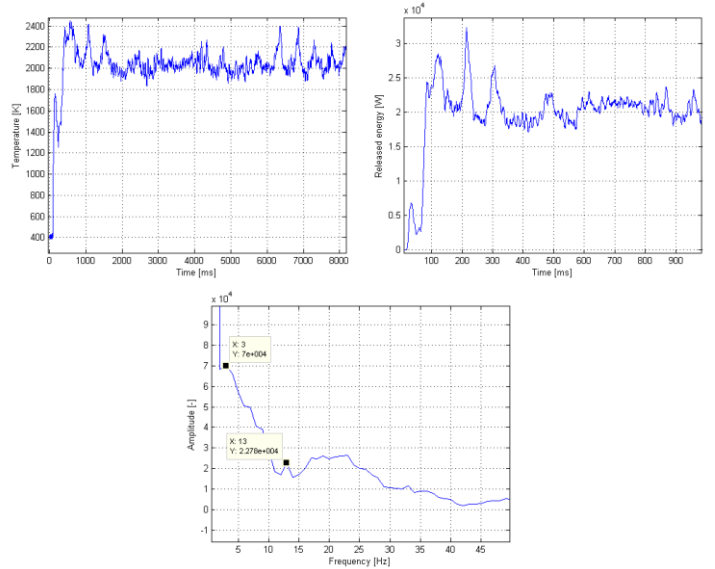 2400
2200
2000
1800
1600
1400
1200
1000
800
600
400
Temperature [K]
0 1000 2000 3000 4000 5000 6000 7000 8000
Time [ms]
x 10^4
3
2.5
2
1.5
1
0.5
0
Released energy [W]
100 200 300 400 500 600 700 800 900
Time [ms]
x 10^4
9
8
7
6
5
4
3
2
1
0
-1
Amplitude [-]
X: 3
Y: 7e+004
X: 13
Y: 2.278e+004
5 10 15 20 25 30 35 40 45
Frequency [Hz]